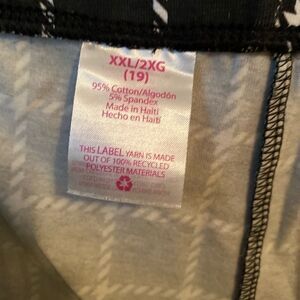 XXL/2XG
(19)
95% Cotton/Algodón
5% Spandex
Made in Haiti
Hecho en Haiti
THIS LABEL YARN IS MADE
OUT OF 100% RECYCLED
POLYESTER MATERIALS